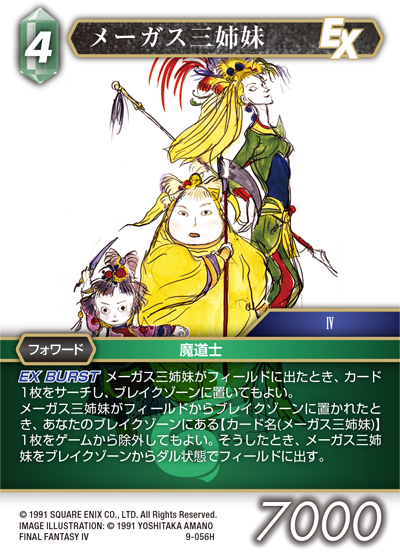 4
メーガス三姉妹
EX
IV
フォワード
魔道士
EX BURST メーガス三姉妹がフィールドに出たとき、カード
1枚をサーチし、ブレイクゾーンに置いてもよい。
メーガス三姉妹がフィールドからブレイクゾーンに置かれたと
き、あなたのブレイクゾーンにある【カード名(メーガス三姉妹)】
1枚をゲームから除外してもよい。そうしたとき、メーガス三姉
妹をブレイクゾーンからダル状態でフィールドに出す。
© 1991 SQUARE ENIX CO., LTD. All Rights Reserved.
IMAGE ILLUSTRATION: © 1991 YOSHITAKA AMANO
FINAL FANTASY IV
9-056H
7000